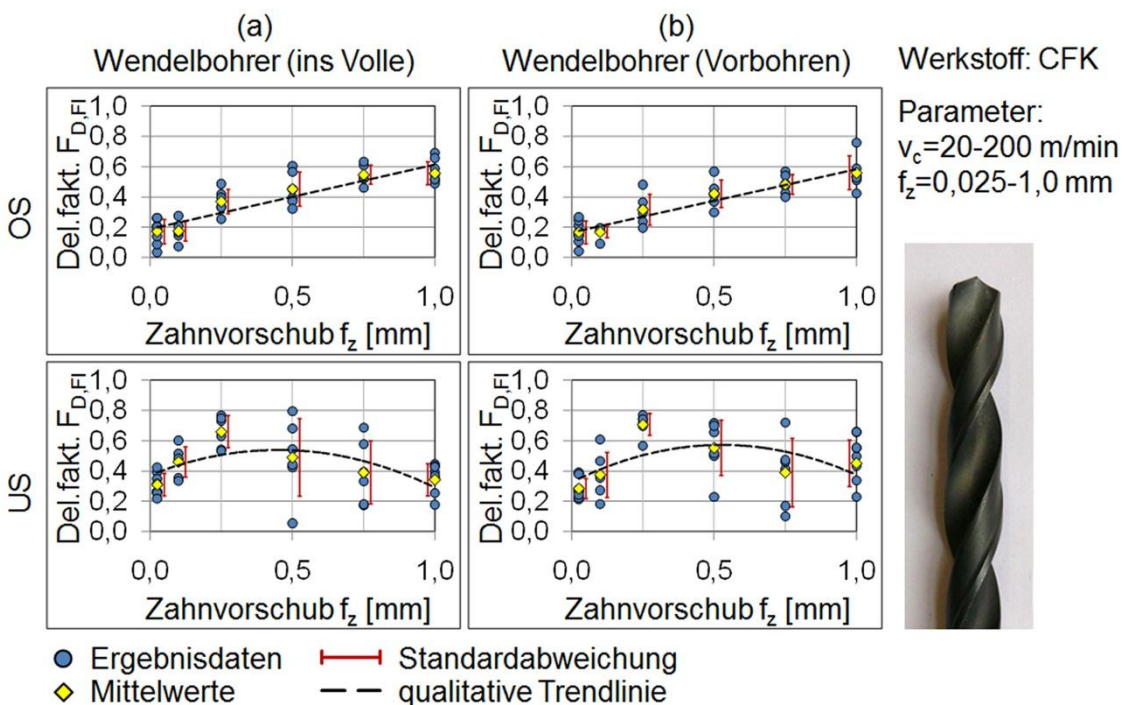 (a)
Wendelbohrer (ins Volle)
(b)
Wendelbohrer (Vorbohren)
Werkstoff: CFK
Parameter:
v_c=20-200 m/min
f_z=0,025-1,0 mm
OS
Del.fakt. F_D,FI
1,0
0,8
0,6
0,4
0,2
0,0
0,0 0,5 1,0
Zahnvorschub f_z [mm]
Del.fakt. F_D,FI
1,0
0,8
0,6
0,4
0,2
0,0
0,0 0,5 1,0
Zahnvorschub f_z [mm]
US
Del.fakt. F_D,FI
1,0
0,8
0,6
0,4
0,2
0,0
0,0 0,5 1,0
Zahnvorschub f_z [mm]
Del.fakt. F_D,FI
1,0
0,8
0,6
0,4
0,2
0,0
0,0 0,5 1,0
Zahnvorschub f_z [mm]
Ergebnisdaten
Standardabweichung
Mittelwerte
qualitative Trendlinie